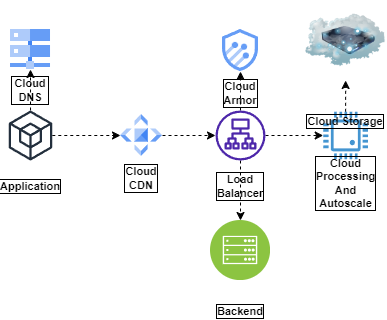 Cloud
DNS
Cloud
Armor
Cloud Storage
Application
Cloud
CDN
Load
Balancer
Cloud
Processing
And
Autoscale
Backend